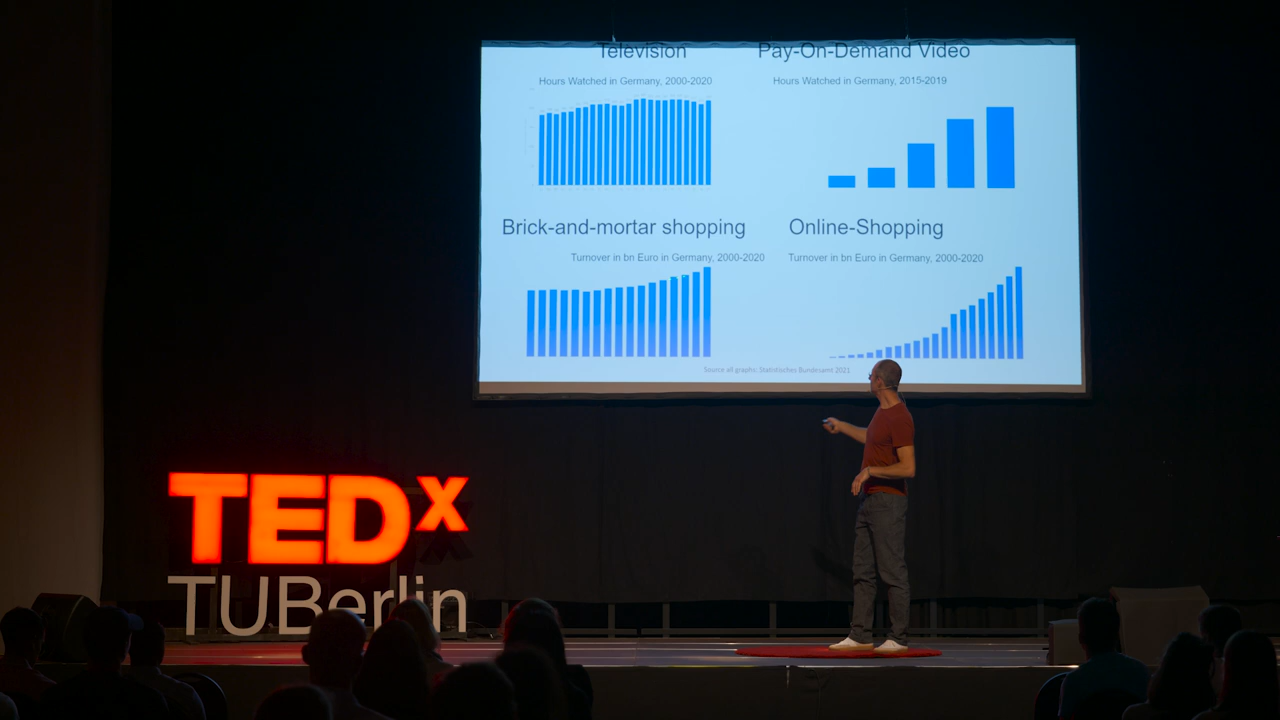 Television
Pay-On-Demand Video
Hours Watched in Germany, 2000-2020
Hours Watched in Germany, 2015-2019
Brick-and-mortar shopping
Online-Shopping
Turnover in bn Euro in Germany, 2000-2020
Turnover in bn Euro in Germany, 2000-2020
Source all graphs: Statistisches Bundesamt 2021
TEDx
TUBerlin